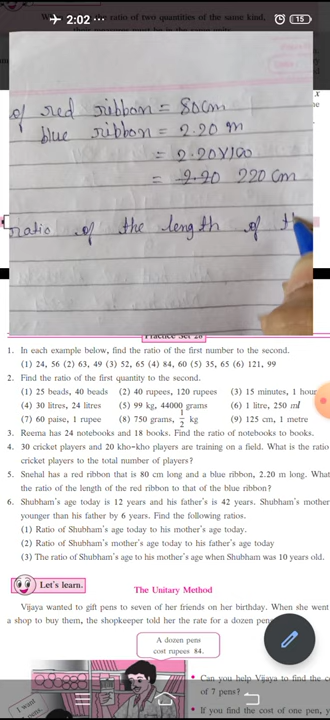 2:02 ...
15
W ratio of two quantities of the same kind,
of red ribbon = 80cm
blue ribbon = 2.20 m
= 2.20×100
= 2.20 220 cm
ratio of the length of th
Practice Set 28
1. In each example below, find the ratio of the first number to the second.
(1) 24, 56 (2) 63, 49 (3) 52, 65 (4) 84, 60 (5) 35, 65 (6) 121, 99
2. Find the ratio of the first quantity to the second.
(1) 25 beads, 40 beads (2) 40 rupees, 120 rupees (3) 15 minutes, 1 hour
(4) 30 litres, 24 litres (5) 99 kg, 44000 grams (6) 1 litre, 250 ml
(7) 60 paise, 1 rupee (8) 750 grams, 1/2 kg (9) 125 cm, 1 metre
3. Reema has 24 notebooks and 18 books. Find the ratio of notebooks to books.
4. 30 cricket players and 20 kho-kho players are training on a field. What is the ratio
cricket players to the total number of players?
5. Snehal has a red ribbon that is 80 cm long and a blue ribbon, 2.20 m long. What
the ratio of the length of the red ribbon to that of the blue ribbon?
6. Shubham's age today is 12 years and his father's is 42 years. Shubham's mother
younger than his father by 6 years. Find the following ratios.
(1) Ratio of Shubham's age today to his mother's age today.
(2) Ratio of Shubham's mother's age today to his father's age today
(3) The ratio of Shubham's age to his mother's age when Shubham was 10 years old.
Let's learn.
The Unitary Method
Vijaya wanted to gift pens to seven of her friends on her birthday. When she went
a shop to buy them, the shopkeeper told her the rate for a dozen pens
A dozen pens
cost rupees 84.
I want
• Can you help Vijaya to find the c
of 7 pens?
• If you find the cost of one pen, y